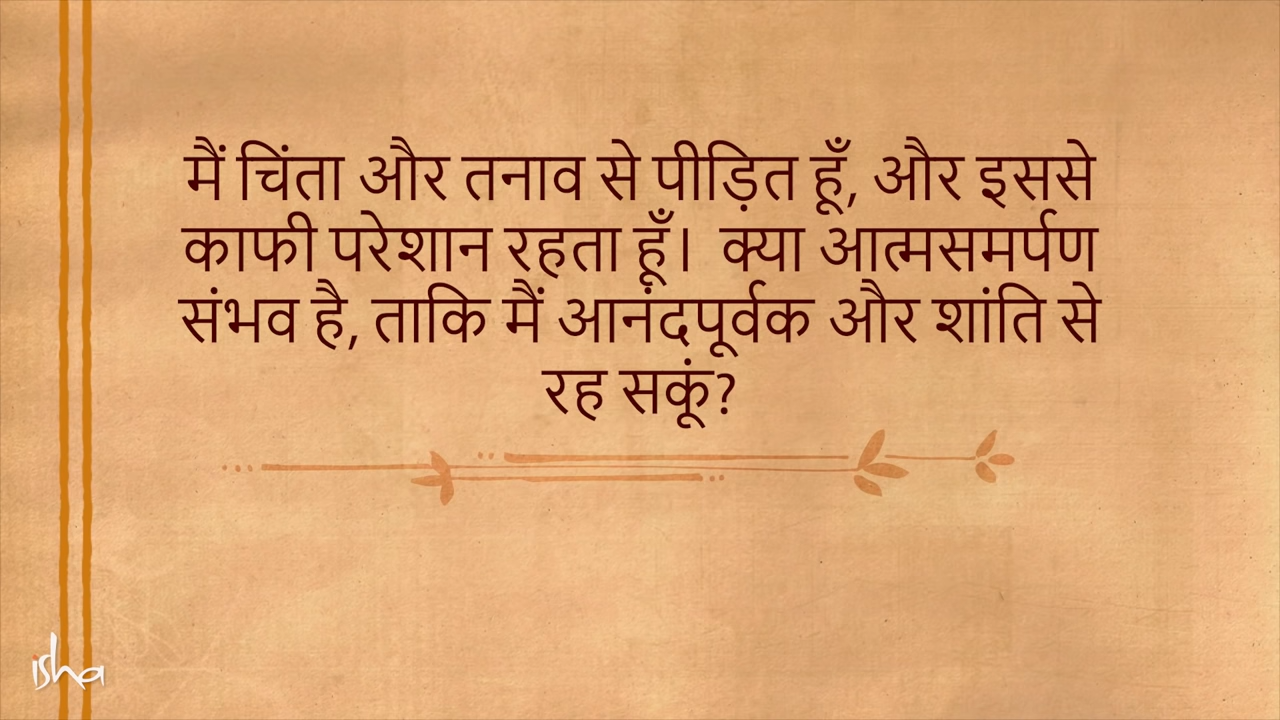 मैं चिंता और तनाव से पीड़ित हूँ, और इससे
काफी परेशान रहता हूँ। क्या आत्मसमर्पण
संभव है, ताकि मैं आनंदपूर्वक और शांति से
रह सकूं?
isha